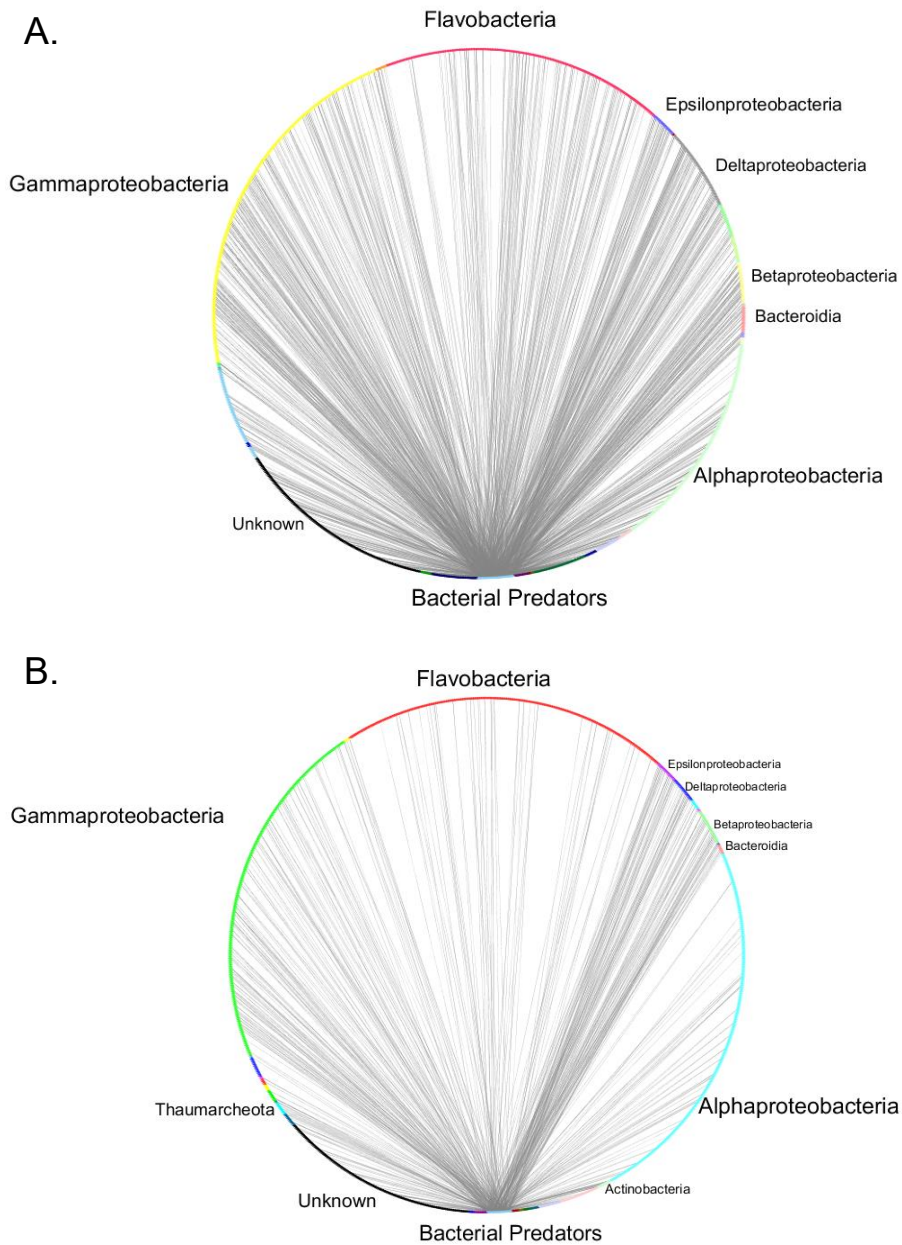 A.
Flavobacteria
Epsilonproteobacteria
Deltaproteobacteria
Gammaproteobacteria
Betaproteobacteria
Bacteroidia
Alphaproteobacteria
Unknown
Bacterial Predators
B.
Flavobacteria
Epsilonproteobacteria
Deltaproteobacteria
Gammaproteobacteria
Betaproteobacteria
Bacteroidia
Thaumarcheota
Alphaproteobacteria
Actinobacteria
Unknown
Bacterial Predators